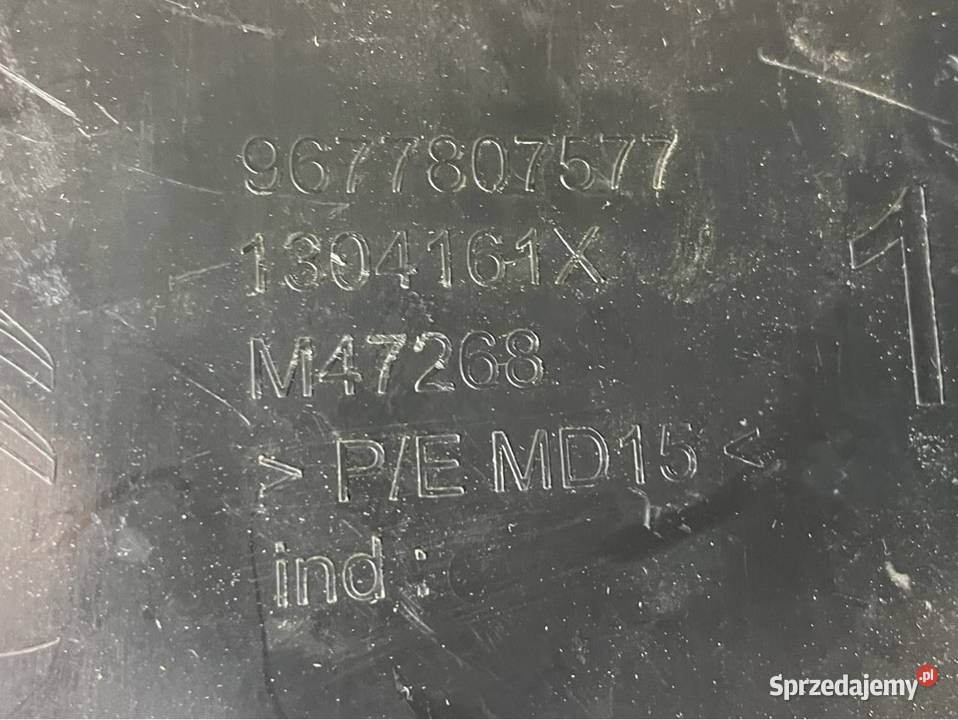 9677807577
1304161X
1
M47268
> P/E MD15 <
ind :
Sprzedajemy.pl